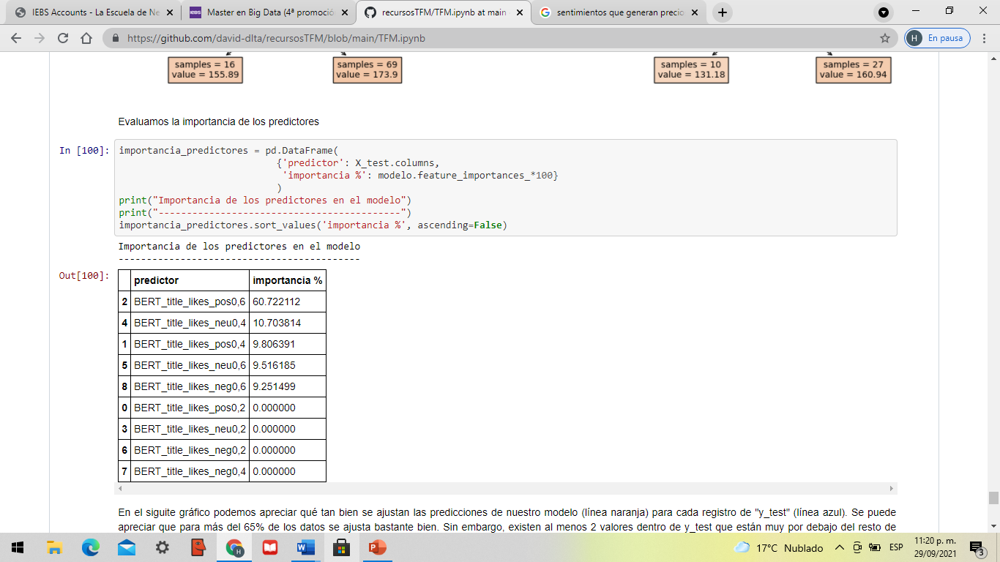 IEBS Accounts - La Escuela de Ne
Master en Big Data (4ª promoció
recursosTFM/TFM.ipynb at main
sentimientos que generan precio
https://github.com/david-dlta/recursosTFM/blob/main/TFM.ipynb
H En pausa
samples = 16
value = 155.89
samples = 69
value = 173.9
samples = 10
value = 131.18
samples = 27
value = 160.94
Evaluamos la importancia de los predictores
In [100]:
importancia_predictores = pd.DataFrame(
{'predictor': X_test.columns,
'importancia %': modelo.feature_importances_*100}
)
print("Importancia de los predictores en el modelo")
print("-------------------------------------------")
importancia_predictores.sort_values('importancia %', ascending=False)
Importancia de los predictores en el modelo
-------------------------------------------
Out[100]:
predictor importancia %
2 BERT_title_likes_pos0,6 60.722112
4 BERT_title_likes_neu0,4 10.703814
1 BERT_title_likes_pos0,4 9.806391
5 BERT_title_likes_neu0,6 9.516185
8 BERT_title_likes_neg0,6 9.251499
0 BERT_title_likes_pos0,2 0.000000
3 BERT_title_likes_neu0,2 0.000000
6 BERT_title_likes_neg0,2 0.000000
7 BERT_title_likes_neg0,4 0.000000
En el siguite gráfico podemos apreciar qué tan bien se ajustan las predicciones de nuestro modelo (línea naranja) para cada registro de "y_test" (línea azul). Se puede
apreciar que para más del 65% de los datos se ajusta bastante bien. Sin embargo, existen al menos 2 valores dentro de y_test que están muy por debajo del resto de
17°C Nublado
ESP
11:20 p. m.
29/09/2021
3